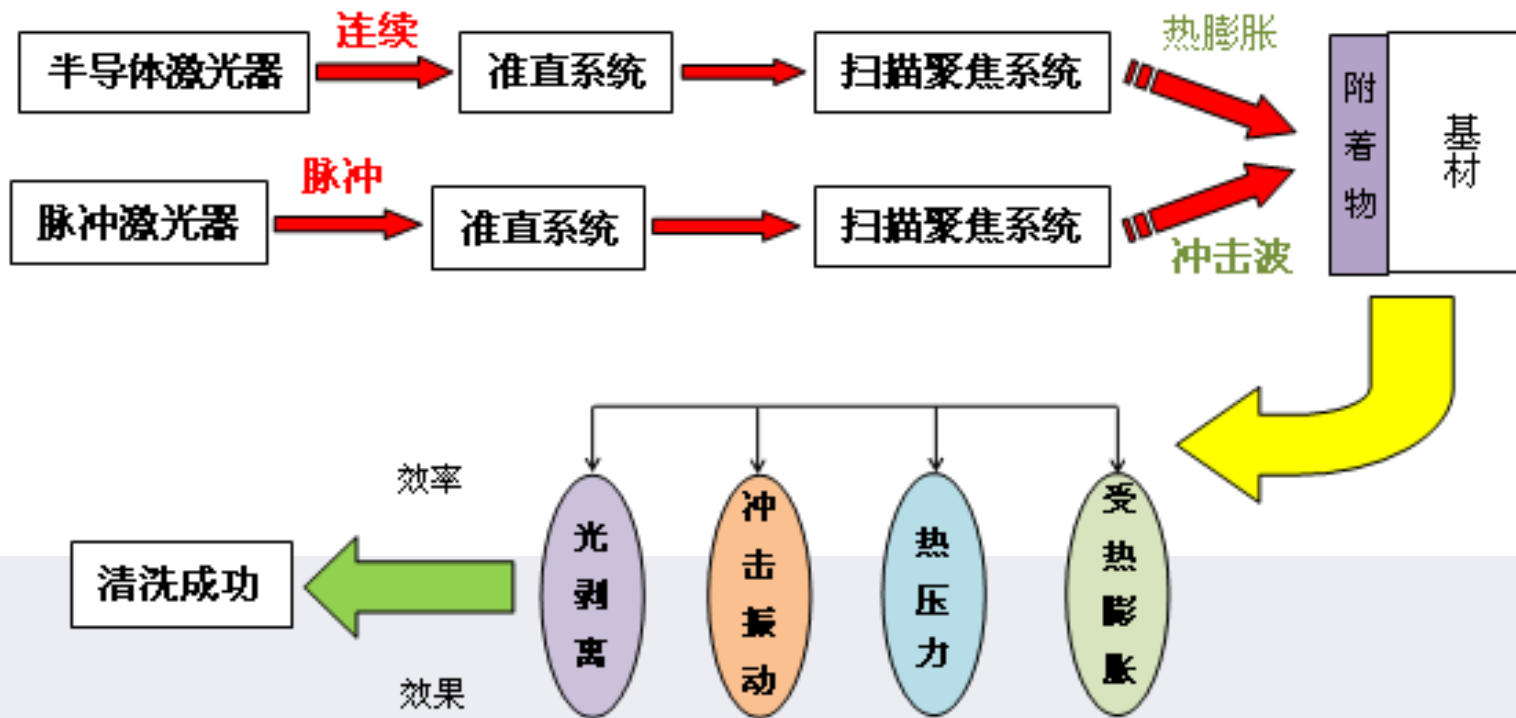 连续
热膨胀
半导体激光器
准直系统
扫描聚焦系统
脉冲
脉冲激光器
准直系统
扫描聚焦系统
冲击波
附着物
基材
效率
光剥离
冲击振动
热压力
受热膨胀
清洗成功
效果